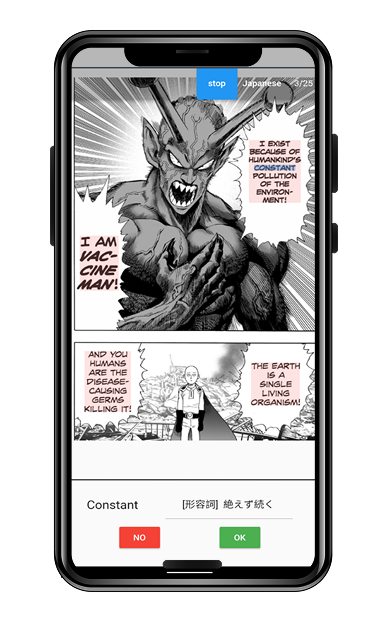 stop
Japanese
3/25
I EXIST
BECAUSE OF
HUMANKIND'S
CONSTANT
POLLUTION
OF THE
ENVIRON-
MENT!
I AM
VAC-
CINE
MAN!
AND YOU
HUMANS
ARE THE
DISEASE-
CAUSING
GERMS
KILLING IT!
THE EARTH
IS A
SINGLE
LIVING
ORGANISM!
Constant [形容詞] 絶えず続く
NO OK